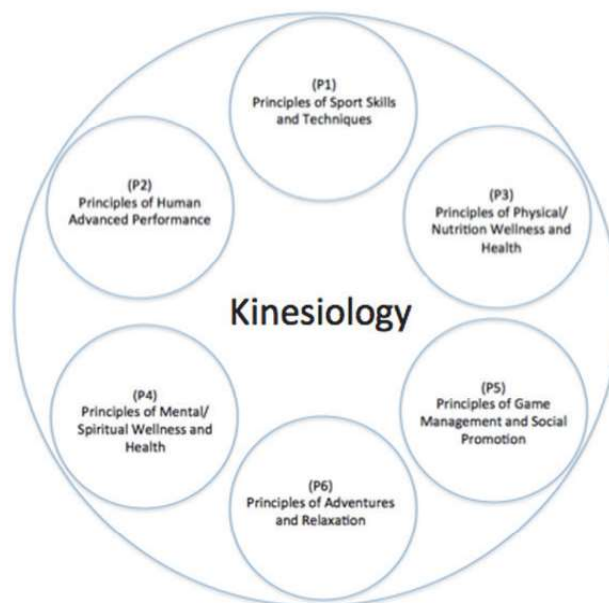 (P1)
Principles of Sport Skills
and Techniques
(P2)
Principles of Human
Advanced Performance
(P3)
Principles of Physical/
Nutrition Wellness and
Health
Kinesiology
(P4)
Principles of Mental/
Spiritual Wellness and
Health
(P5)
Principles of Game
Management and Social
Promotion
(P6)
Principles of Adventures
and Relaxation